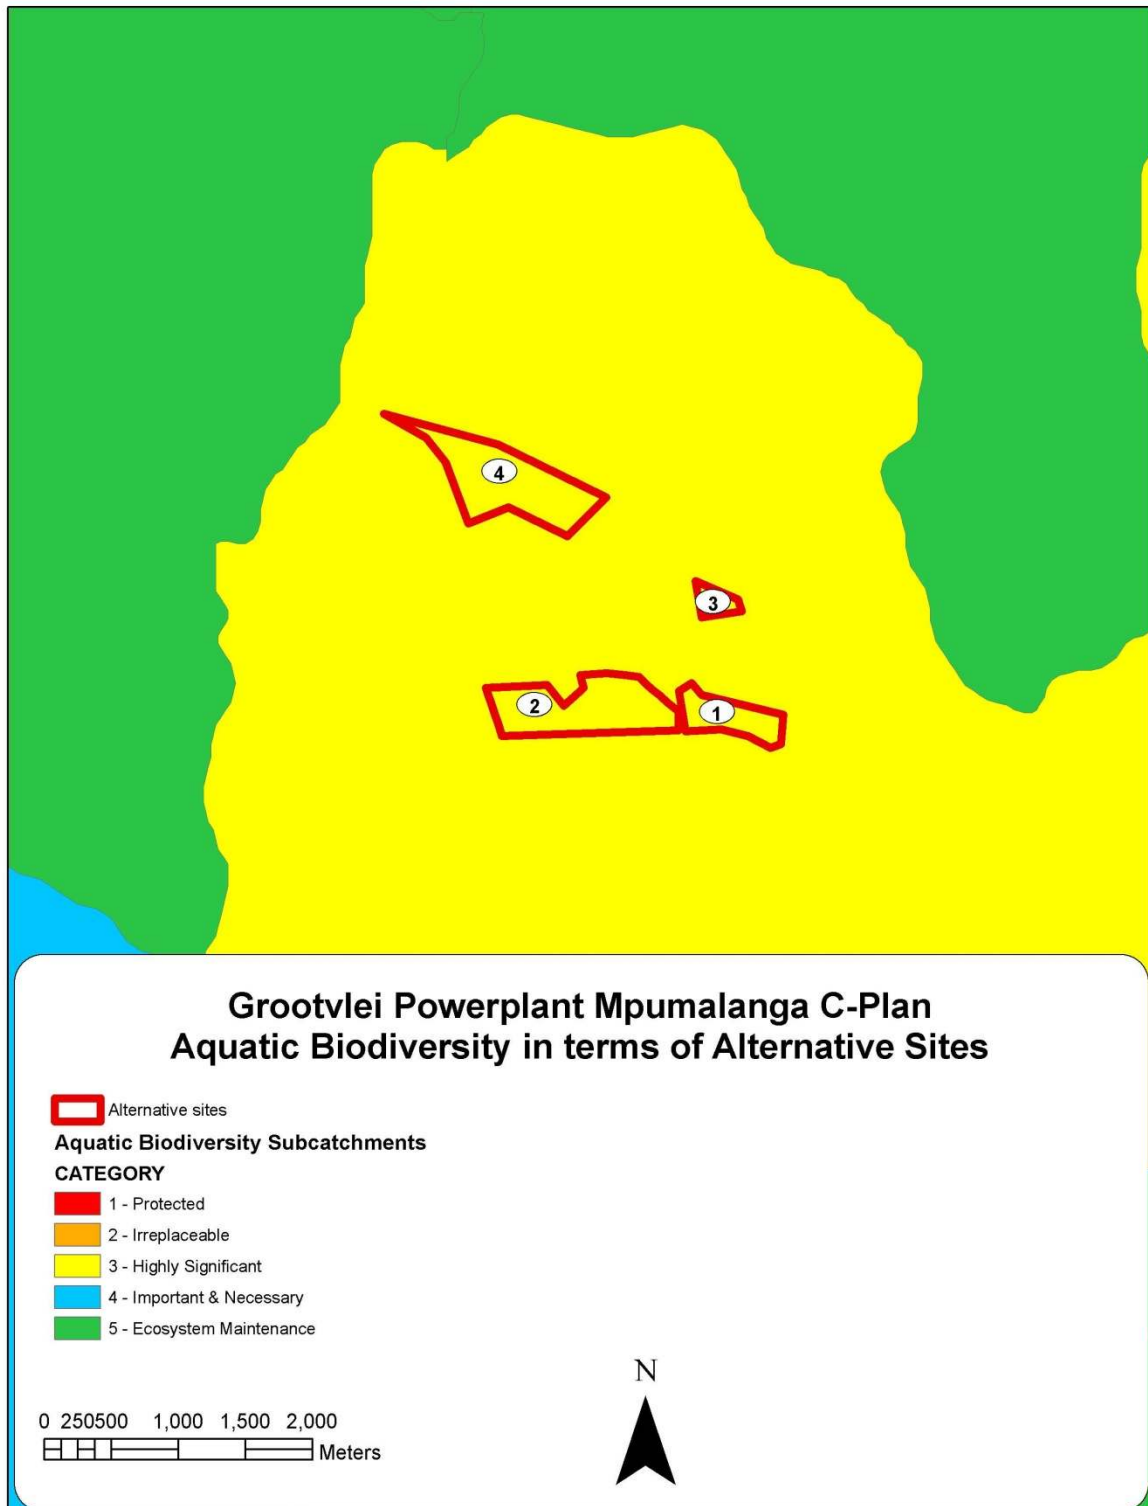 4
3
2
1
Grootvlei Powerplant Mpumalanga C-Plan
Aquatic Biodiversity in terms of Alternative Sites
Alternative sites
Aquatic Biodiversity Subcatchments
CATEGORY
1 - Protected
2 - Irreplaceable
3 - Highly Significant
4 - Important & Necessary
5 - Ecosystem Maintenance
N
0 250500 1,000 1,500 2,000
Meters